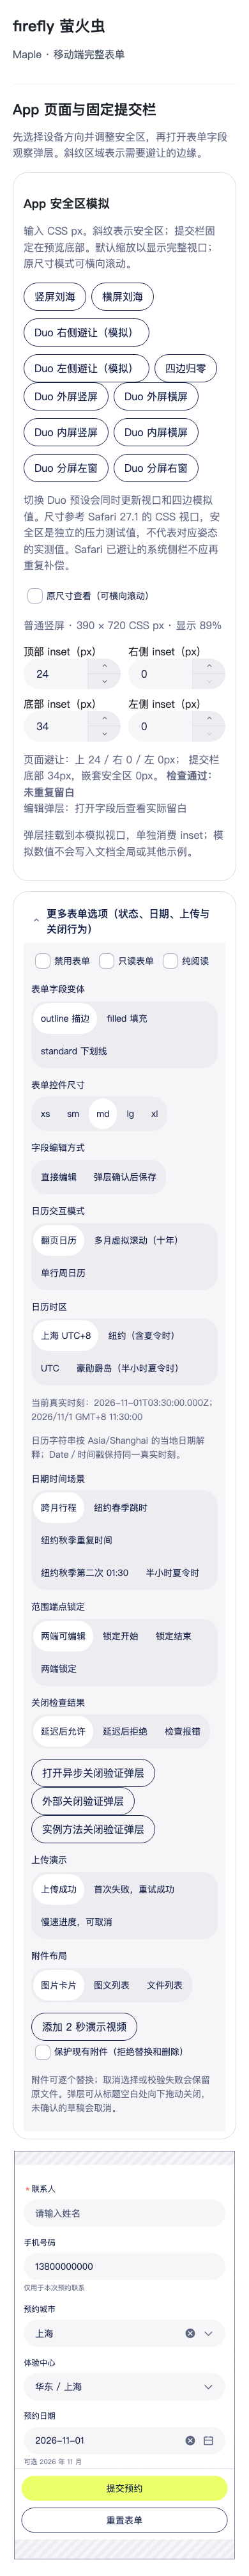 firefly 萤火虫
Maple · 移动端完整表单
App 页面与固定提交栏
先选择设备方向并调整安全区，再打开表单字段
观察弹层。斜纹区域表示需要避让的边缘。
App 安全区模拟
输入 CSS px。斜纹表示安全区；提交栏固
定在预览底部。默认缩放以显示完整视口；
原尺寸模式可横向滚动。
竖屏刘海 横屏刘海
Duo 右侧避让（模拟）
Duo 左侧避让（模拟） 四边归零
Duo 外屏竖屏 Duo 外屏横屏
Duo 内屏竖屏 Duo 内屏横屏
Duo 分屏左窗 Duo 分屏右窗
切换 Duo 预设会同时更新视口和四边模拟
值。尺寸参考 Safari 27.1 的 CSS 视口，安
全区是独立的压力测试值，不代表对应姿态
的实测值。Safari 已避让的系统侧栏不应再
重复补偿。
原尺寸查看（可横向滚动）
普通竖屏 · 390 × 720 CSS px · 显示 89%
顶部 inset（px） 右侧 inset（px）
24 0
底部 inset（px） 左侧 inset（px）
34 0
页面避让：上 24 / 右 0 / 左 0px； 提交栏
底部 34px，嵌套安全区 0px。 检查通过：
未重复留白
编辑弹层：打开字段后查看实际留白
弹层挂载到本模拟视口，单独消费 inset；模
拟数值不会写入文档全局或其他示例。
更多表单选项（状态、日期、上传与
关闭行为）
禁用表单 只读表单 纯阅读
表单字段变体
outline 描边 filled 填充
standard 下划线
表单控件尺寸
xs sm md lg xl
字段编辑方式
直接编辑 弹层确认后保存
日历交互模式
翻页日历 多月虚拟滚动（十年）
单行周日历
日历时区
上海 UTC+8 纽约（含夏令时）
UTC 豪勋爵岛（半小时夏令时）
当前真实时刻：2026-11-01T03:30:00.000Z；
2026/11/1 GMT+8 11:30:00
日历字符串按 Asia/Shanghai 的当地日期解
释；Date / 时间戳保持同一真实时刻。
日期时间场景
跨月行程 纽约春季跳时
纽约秋季重复时间
纽约秋季第二次 01:30 半小时夏令时
范围端点锁定
两端可编辑 锁定开始 锁定结束
两端锁定
关闭检查结果
延迟后允许 延迟后拒绝 检查报错
打开异步关闭验证弹层
外部关闭验证弹层
实例方法关闭验证弹层
上传演示
上传成功 首次失败，重试成功
慢速进度，可取消
附件布局
图片卡片 图文列表 文件列表
添加 2 秒演示视频
保护现有附件（拒绝替换和删除）
附件可逐个替换；取消选择或校验失败会保留
原文件。弹层可从标题空白处向下拖动关闭，
未确认的草稿会取消。
* 联系人
请输入姓名
手机号码
13800000000
仅用于本次预约联系
预约城市
上海
体验中心
华东 / 上海
预约日期
2026-11-01
可选 2026 年 11 月
提交预约
重置表单